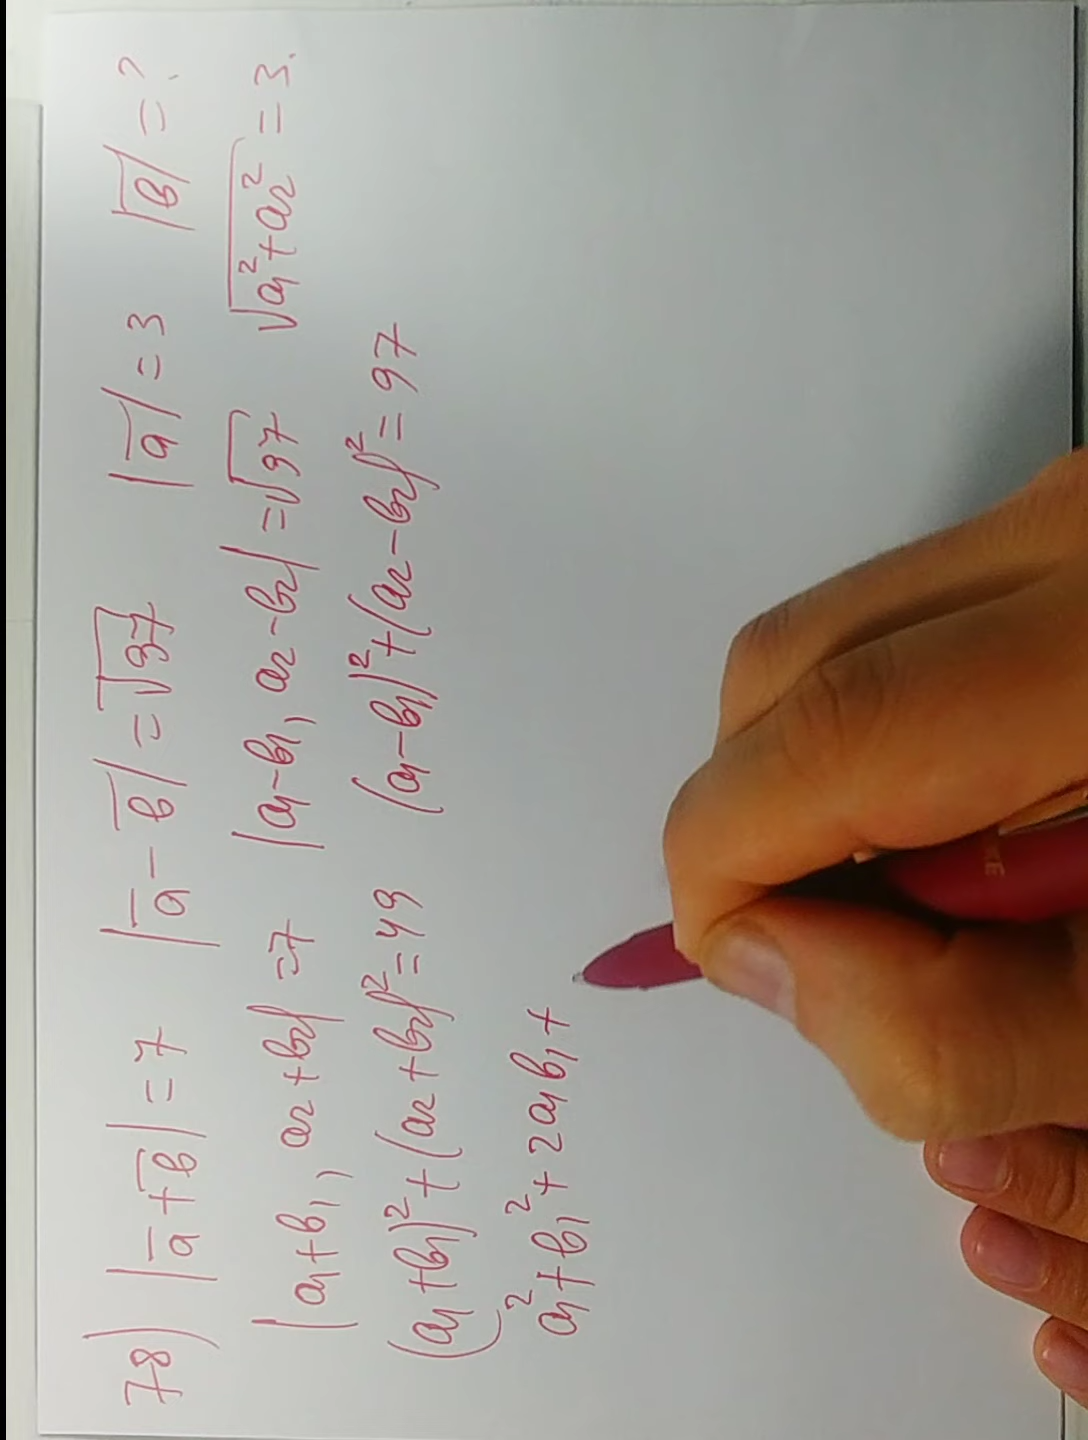 78) |a̅+b̅|=7 |a̅-b̅|=√97 |a̅|=3 |b̅|=?
|a₁+b₁, a₂+b₂|=7 |a₁-b₁, a₂-b₂|=√97 √a₁²+a₂²=3.
(a₁+b₁)²+(a₂+b₂)²=49 (a₁-b₁)²+(a₂-b₂)²=97
a₁²+b₁²+2a₁b₁+